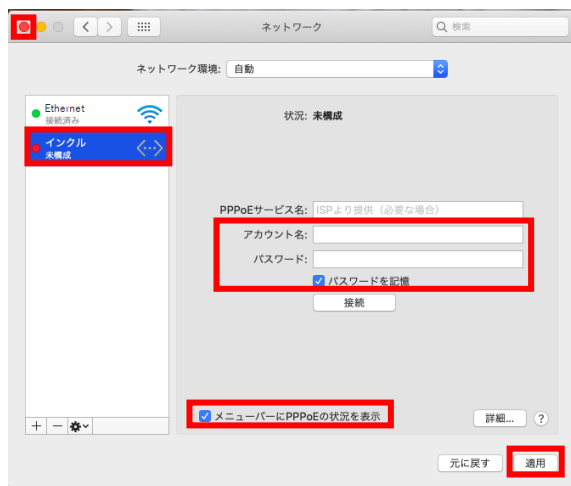 ネットワーク
検索
ネットワーク環境: 自動
Ethernet
接続済み
インクル
未構成
状況: 未構成
PPPoEサービス名: ISPより提供（必要な場合）
アカウント名:
パスワード:
パスワードを記憶
接続
メニューバーにPPPoEの状況を表示
詳細... ?
元に戻す 適用